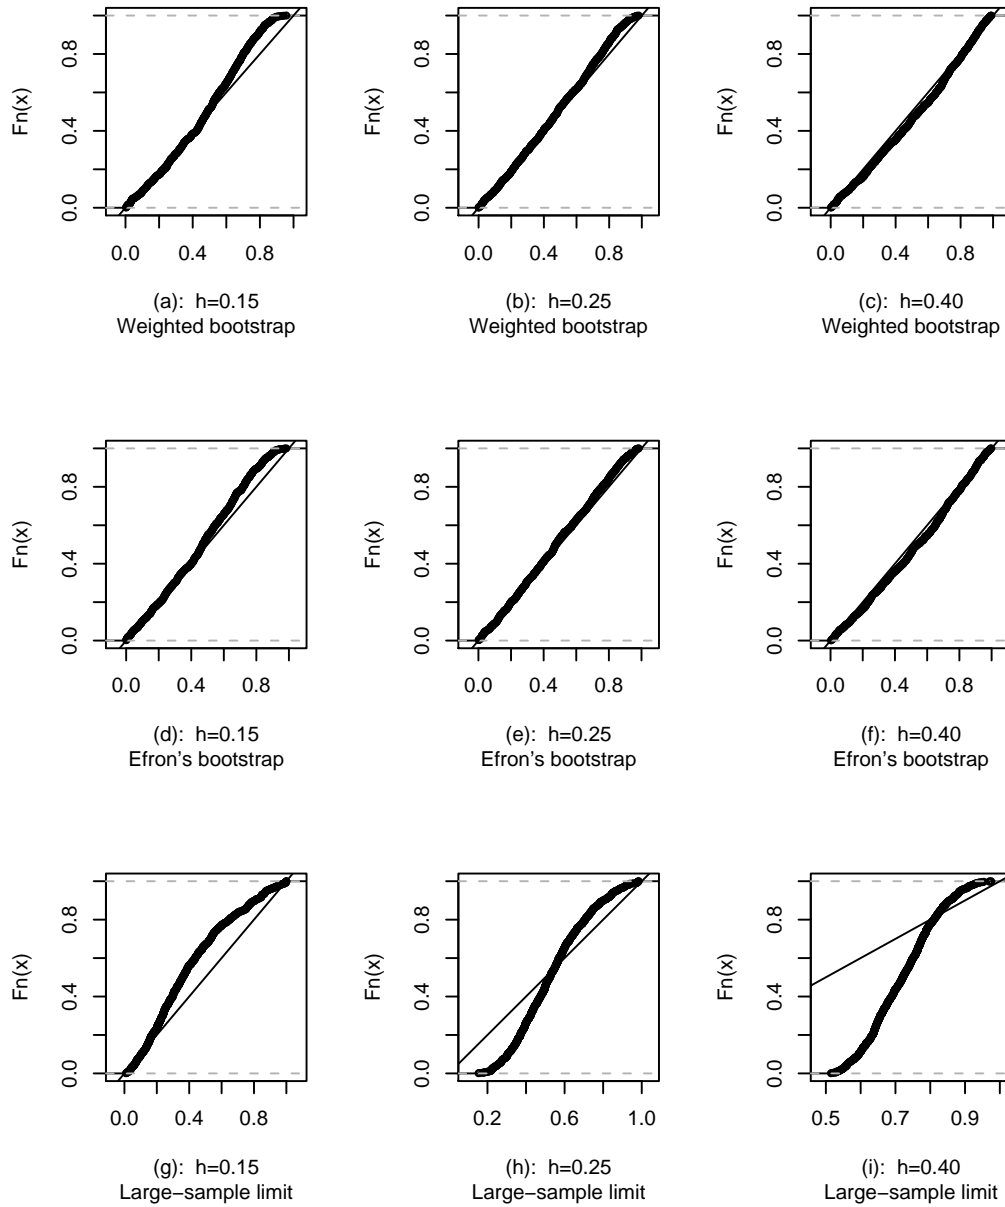 Fn(x)
0.0 0.4 0.8
0.0 0.4 0.8
(a): h=0.15
Weighted bootstrap
Fn(x)
0.0 0.4 0.8
0.0 0.4 0.8
(b): h=0.25
Weighted bootstrap
Fn(x)
0.0 0.4 0.8
0.0 0.4 0.8
(c): h=0.40
Weighted bootstrap
Fn(x)
0.0 0.4 0.8
0.0 0.4 0.8
(d): h=0.15
Efron's bootstrap
Fn(x)
0.0 0.4 0.8
0.0 0.4 0.8
(e): h=0.25
Efron's bootstrap
Fn(x)
0.0 0.4 0.8
0.0 0.4 0.8
(f): h=0.40
Efron's bootstrap
Fn(x)
0.0 0.4 0.8
0.0 0.4 0.8
(g): h=0.15
Large−sample limit
Fn(x)
0.0 0.4 0.8
0.2 0.6 1.0
(h): h=0.25
Large−sample limit
Fn(x)
0.0 0.4 0.8
0.5 0.7 0.9
(i): h=0.40
Large−sample limit